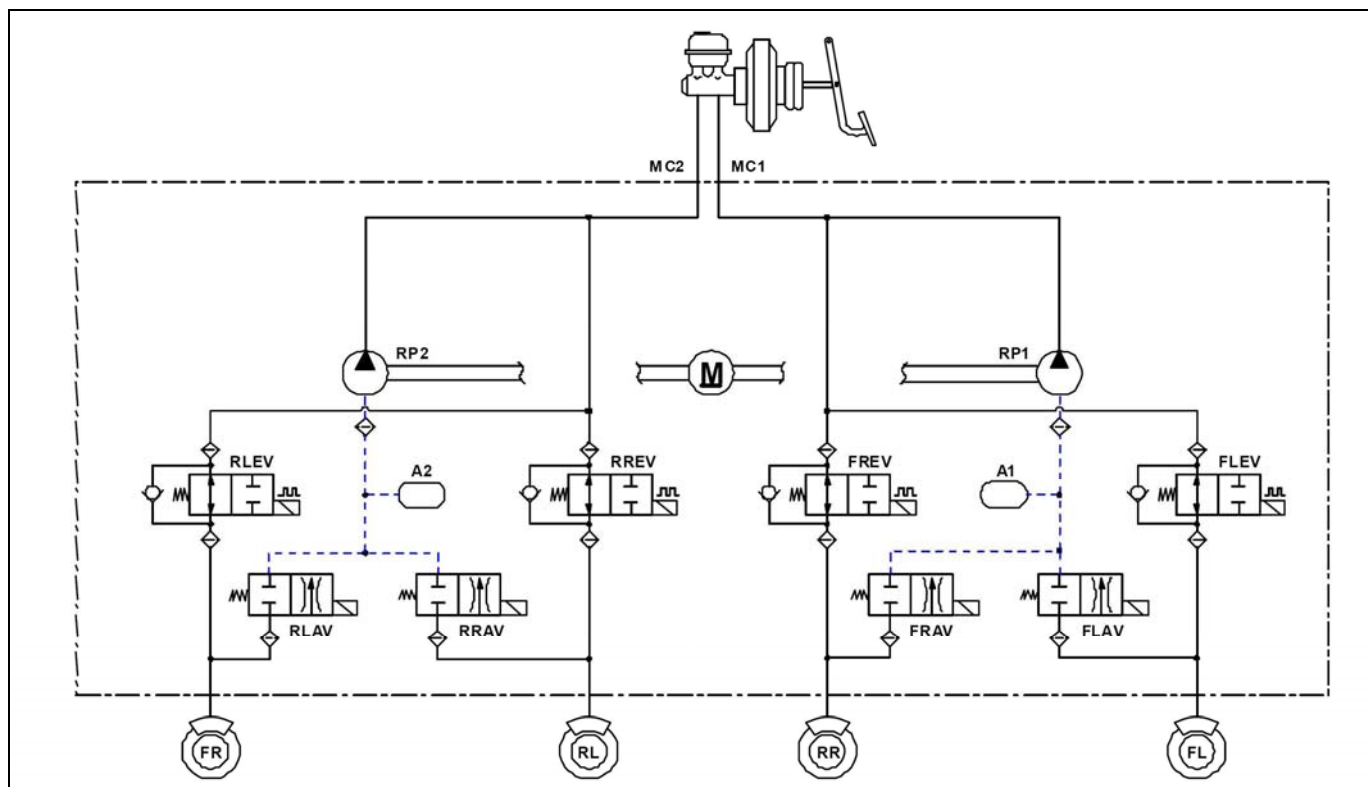 MC2 MC1
RP2 M RP1
RLEV A2 RREV FREV A1 FLEV
RLAV RRAV FRAV FLAV
FR RL RR FL